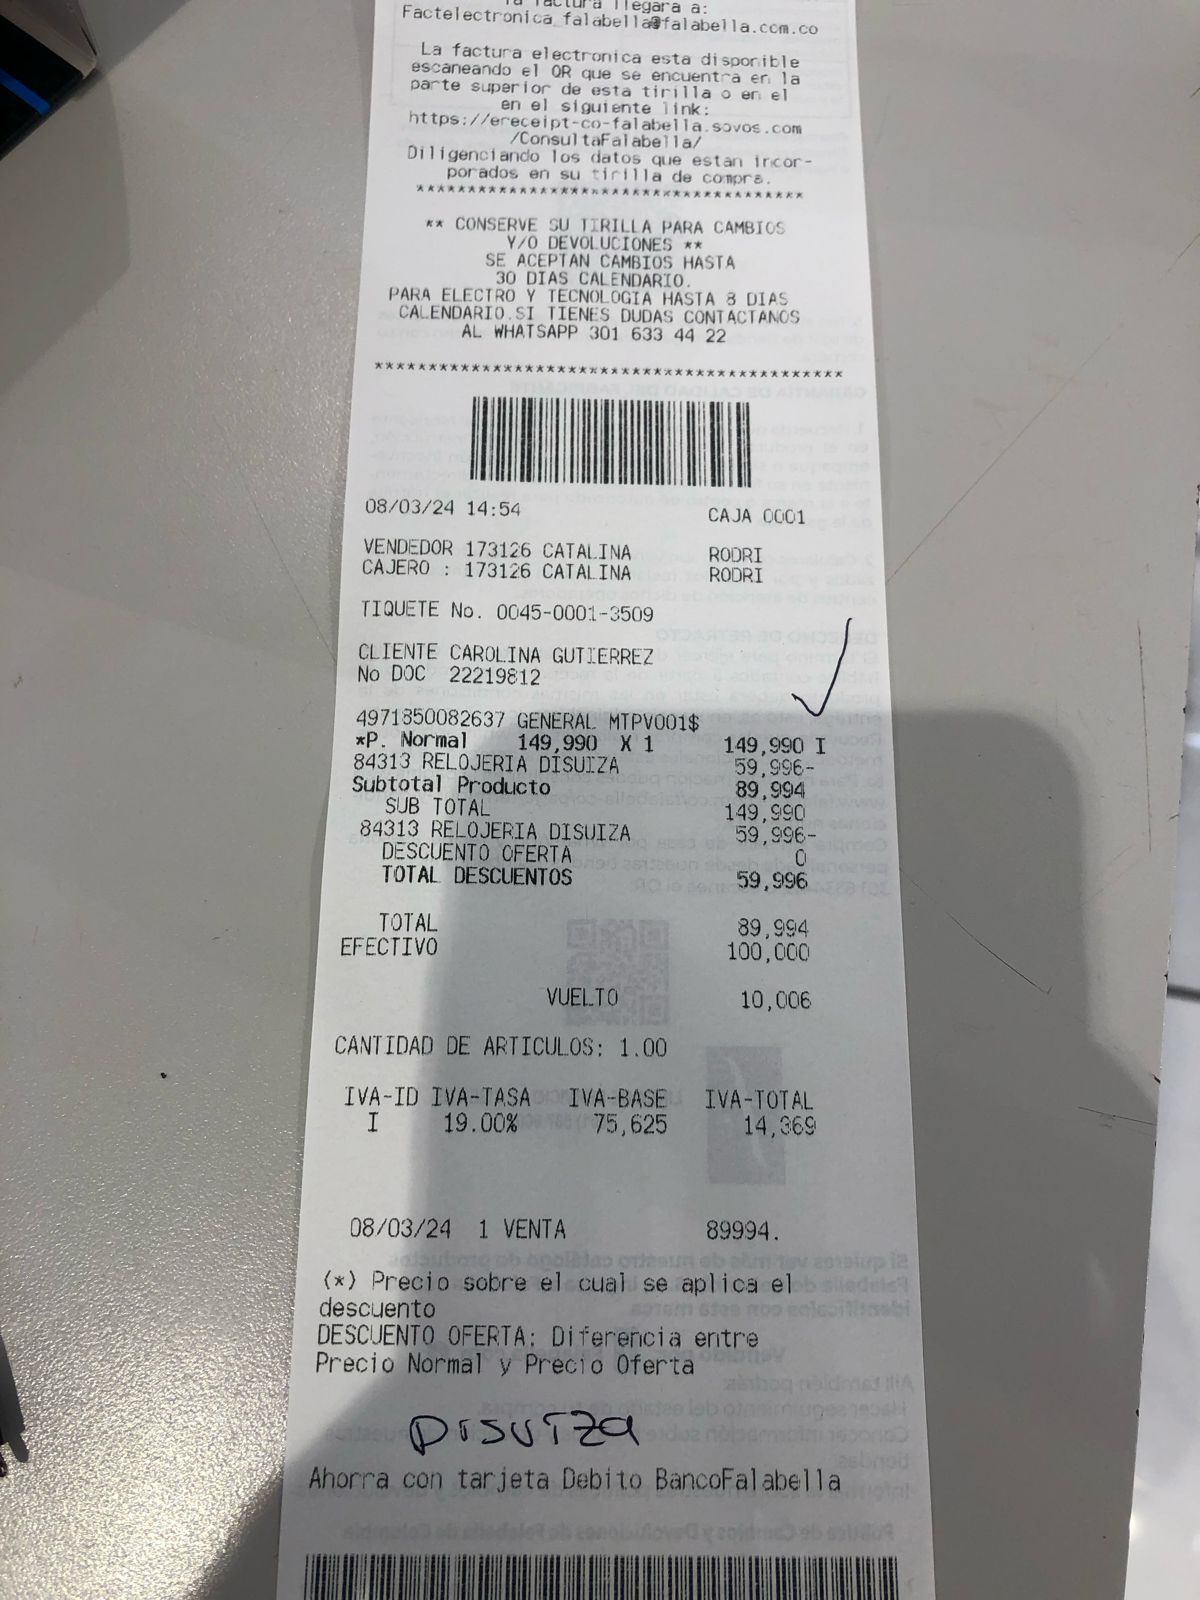 la factura llegara a:
Factelectronica_falabella@falabella.com.co
La factura electronica esta disponible
escaneando el QR que se encuentra en la
parte superior de esta tirilla o en el
en el siguiente link:
https://ereceipt-co-falabella.sovos.com
/ConsultaFalabella/
Diligenciando los datos que estan incor-
porados en su tirilla de compra.
****************************************
** CONSERVE SU TIRILLA PARA CAMBIOS
Y/O DEVOLUCIONES **
SE ACEPTAN CAMBIOS HASTA
30 DIAS CALENDARIO.
PARA ELECTRO Y TECNOLOGIA HASTA 8 DIAS
CALENDARIO.SI TIENES DUDAS CONTACTANOS
AL WHATSAPP 301 633 44 22
********************************************
08/03/24 14:54 CAJA 0001
VENDEDOR 173126 CATALINA RODRI
CAJERO : 173126 CATALINA RODRI
TIQUETE No. 0045-0001-3509
CLIENTE CAROLINA GUTIERREZ
No DOC 22219812
4971850082637 GENERAL MTPV001$
*P. Normal 149,990 X 1 149,990 I
84313 RELOJERIA DISUIZA 59,996-
Subtotal Producto 89,994
SUB TOTAL 149,990
84313 RELOJERIA DISUIZA 59,996-
DESCUENTO OFERTA 0
TOTAL DESCUENTOS 59,996
TOTAL 89,994
EFECTIVO 100,000
VUELTO 10,006
CANTIDAD DE ARTICULOS: 1.00
IVA-ID IVA-TASA IVA-BASE IVA-TOTAL
I 19.00% 75,625 14,369
08/03/24 1 VENTA 89994.
(*) Precio sobre el cual se aplica el
descuento
DESCUENTO OFERTA: Diferencia entre
Precio Normal y Precio Oferta
DISUIZA
Ahorra con tarjeta Debito BancoFalabella